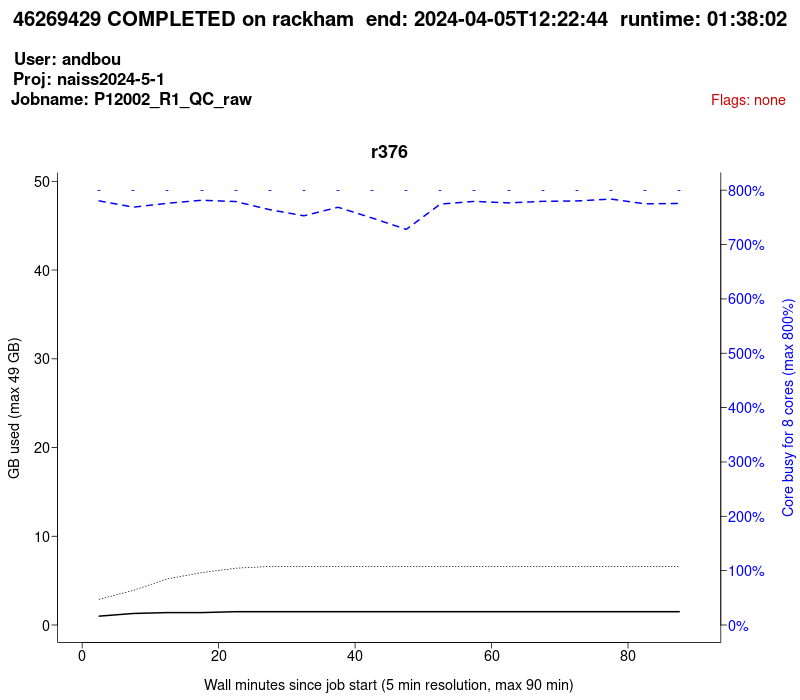 46269429 COMPLETED on rackham end: 2024-04-05T12:22:44 runtime: 01:38:02
User: andbou
Proj: naiss2024-5-1
Jobname: P12002_R1_QC_raw
Flags: none
r376
50
40
30
20
10
0
GB used (max 49 GB)
800%
700%
600%
500%
400%
300%
200%
100%
0%
Core busy for 8 cores (max 800%)
0 20 40 60 80
Wall minutes since job start (5 min resolution, max 90 min)